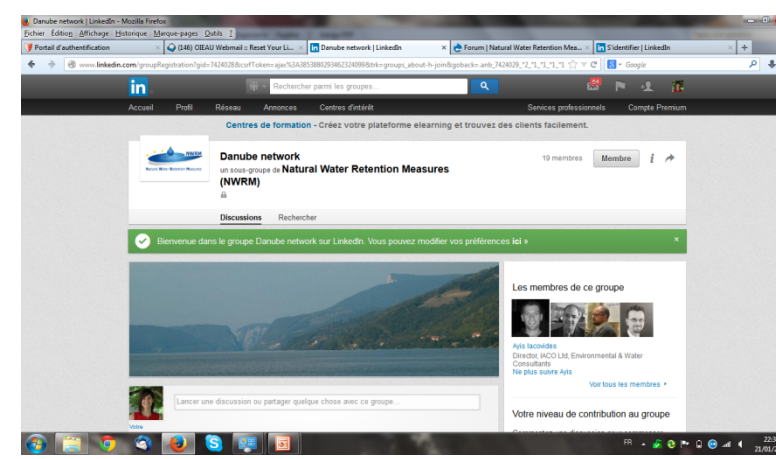 Danube network | LinkedIn - Mozilla Firefox
Fichier Édition Affichage Historique Marque-pages Outils ?
Portail d'authentification
(146) OIEAU Webmail :: Reset Your Li...
Danube network | LinkedIn
Forum | Natural Water Retention Mea...
S'identifier | LinkedIn
www.linkedin.com/groupRegistration?gid=
Google
in
Rechercher parmi les groupes...
Accueil Profil Réseau Annonces Centres d'intérêt Services professionnels Compte Premium
Centres de formation - Créez votre plateforme elearning et trouvez des clients facilement.
NWRM
Natural Water Retention Measures
Danube network
un sous-groupe de Natural Water Retention Measures
(NWRM)
19 membres Membre i
Discussions Rechercher
Bienvenue dans le groupe Danube network sur LinkedIn. Vous pouvez modifier vos préférences ici »
Les membres de ce groupe
Ayis Iacovides
Director, IACO Ltd, Environmental & Water
Consultants
Ne plus suivre Ayis
Voir tous les membres
Lancer une discussion ou partager quelque chose avec ce groupe...
Votre
Votre niveau de contribution au groupe
FR